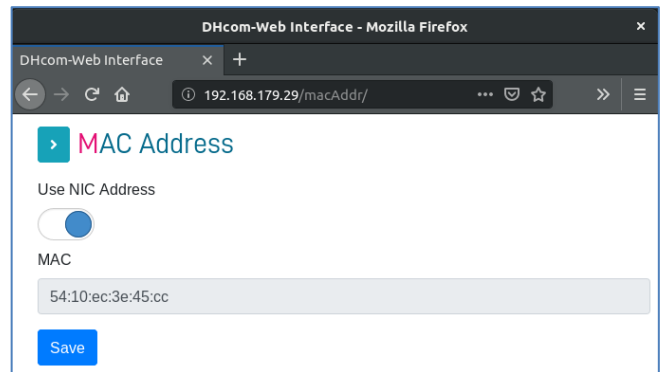 DHcom-Web Interface - Mozilla Firefox ×
DHcom-Web Interface × +
192.168.179.29/macAddr/
MAC Address
Use NIC Address
MAC
54:10:ec:3e:45:cc
Save